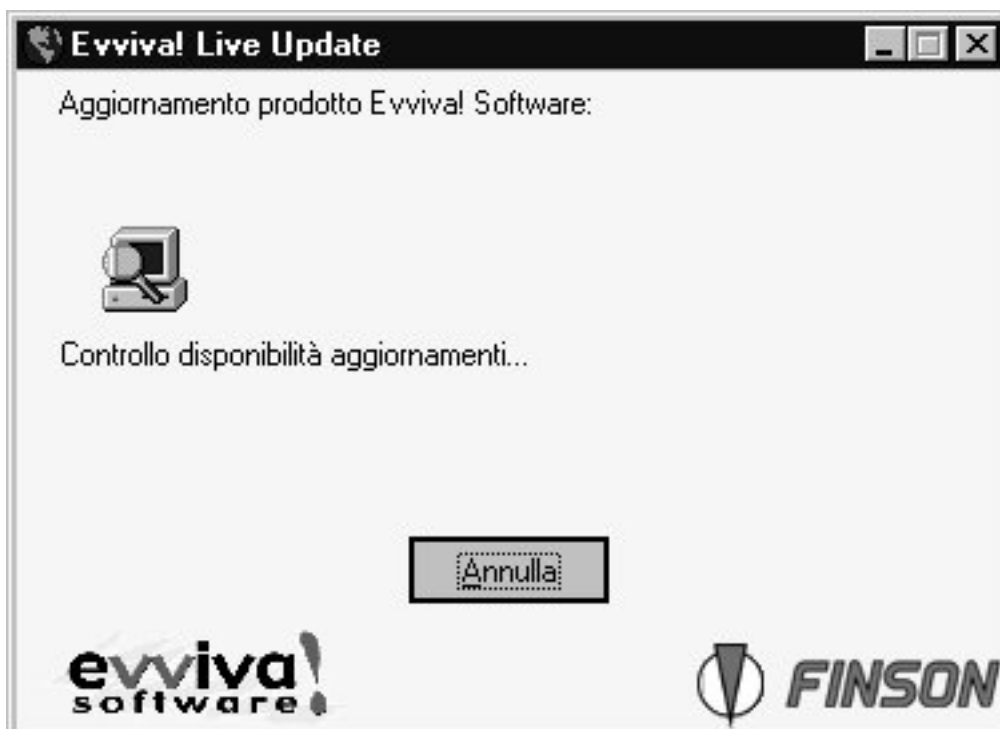 Evviva! Live Update
Aggiornamento prodotto Evviva! Software:
Controllo disponibilità aggiornamenti...
Annulla
evviva!
software
FINSON